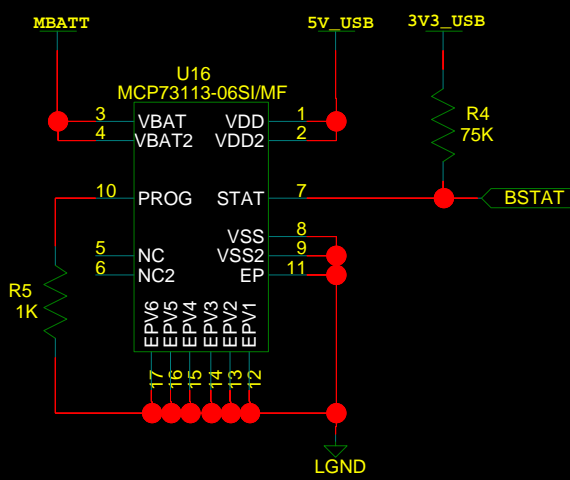 MBATT
5V_USB
3V3_USB
U16
MCP73113-06SI/MF
3 VBAT VDD 1
4 VBAT2 VDD2 2
R4
75K
10 PROG STAT 7
BSTAT
VSS 8
5 NC VSS2 9
6 NC2 EP 11
R5
1K
EPV6 EPV5 EPV4 EPV3 EPV2 EPV1
17 16 15 14 13 12
LGND